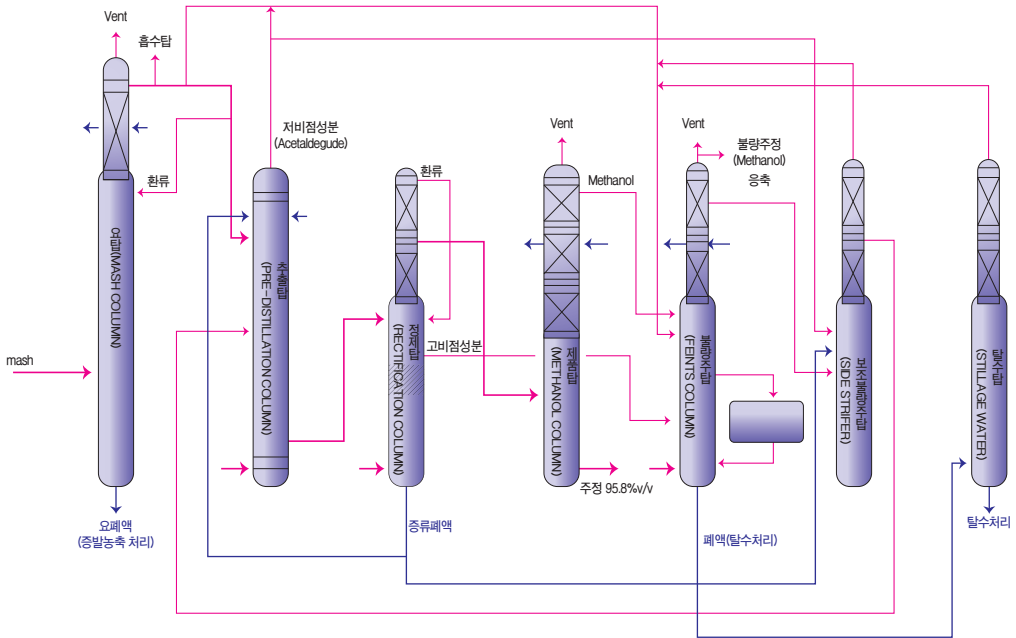 Vent
흡수탑
저비점성분
(Acetaldegude)
환류
환류
Vent
Methanol
Vent
불량주정
(Methanol)
응축
mash
고비점성분
요탑(MASH COLUMN)
추출탑
(PRE-DISTILLATION COLUMN)
정제탑
(RECTIFICATION COLUMN)
제품탑
(METHANOL COLUMN)
불량주탑
(FEINTS COLUMN)
보조불량주탑
(SIDE STRIFER)
탈수탑
(STILLAGE WATER)
주정 95.8%v/v
요폐액
(증발농축 처리)
증류폐액
폐액(탈수처리)
탈수처리